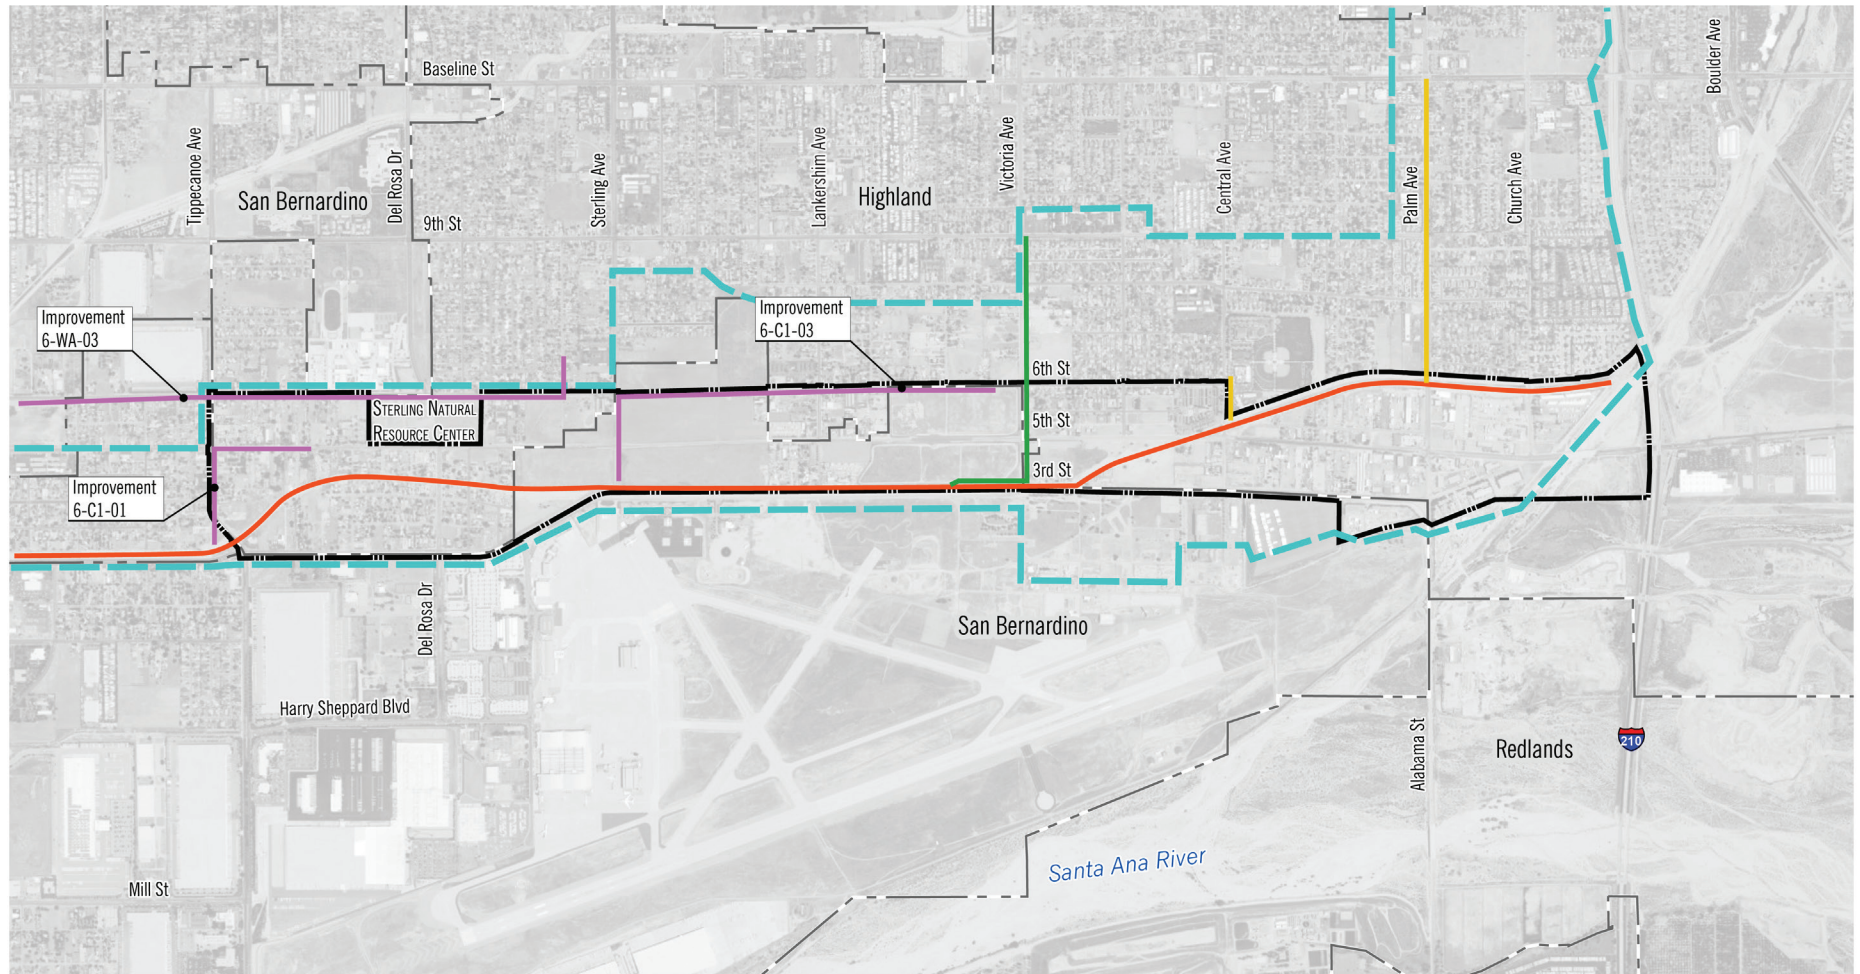 Baseline St
Boulder Ave
Tippecanoe Ave
Del Rosa Dr
Sterling Ave
Lankershim Ave
Victoria Ave
Central Ave
Palm Ave
Church Ave
San Bernardino
Highland
9th St
Improvement
6-WA-03
Improvement
6-C1-03
6th St
Sterling Natural
Resource Center
5th St
3rd St
Improvement
6-C1-01
Del Rosa Dr
San Bernardino
Harry Sheppard Blvd
Alabama St
Redlands
210
Santa Ana River
Mill St